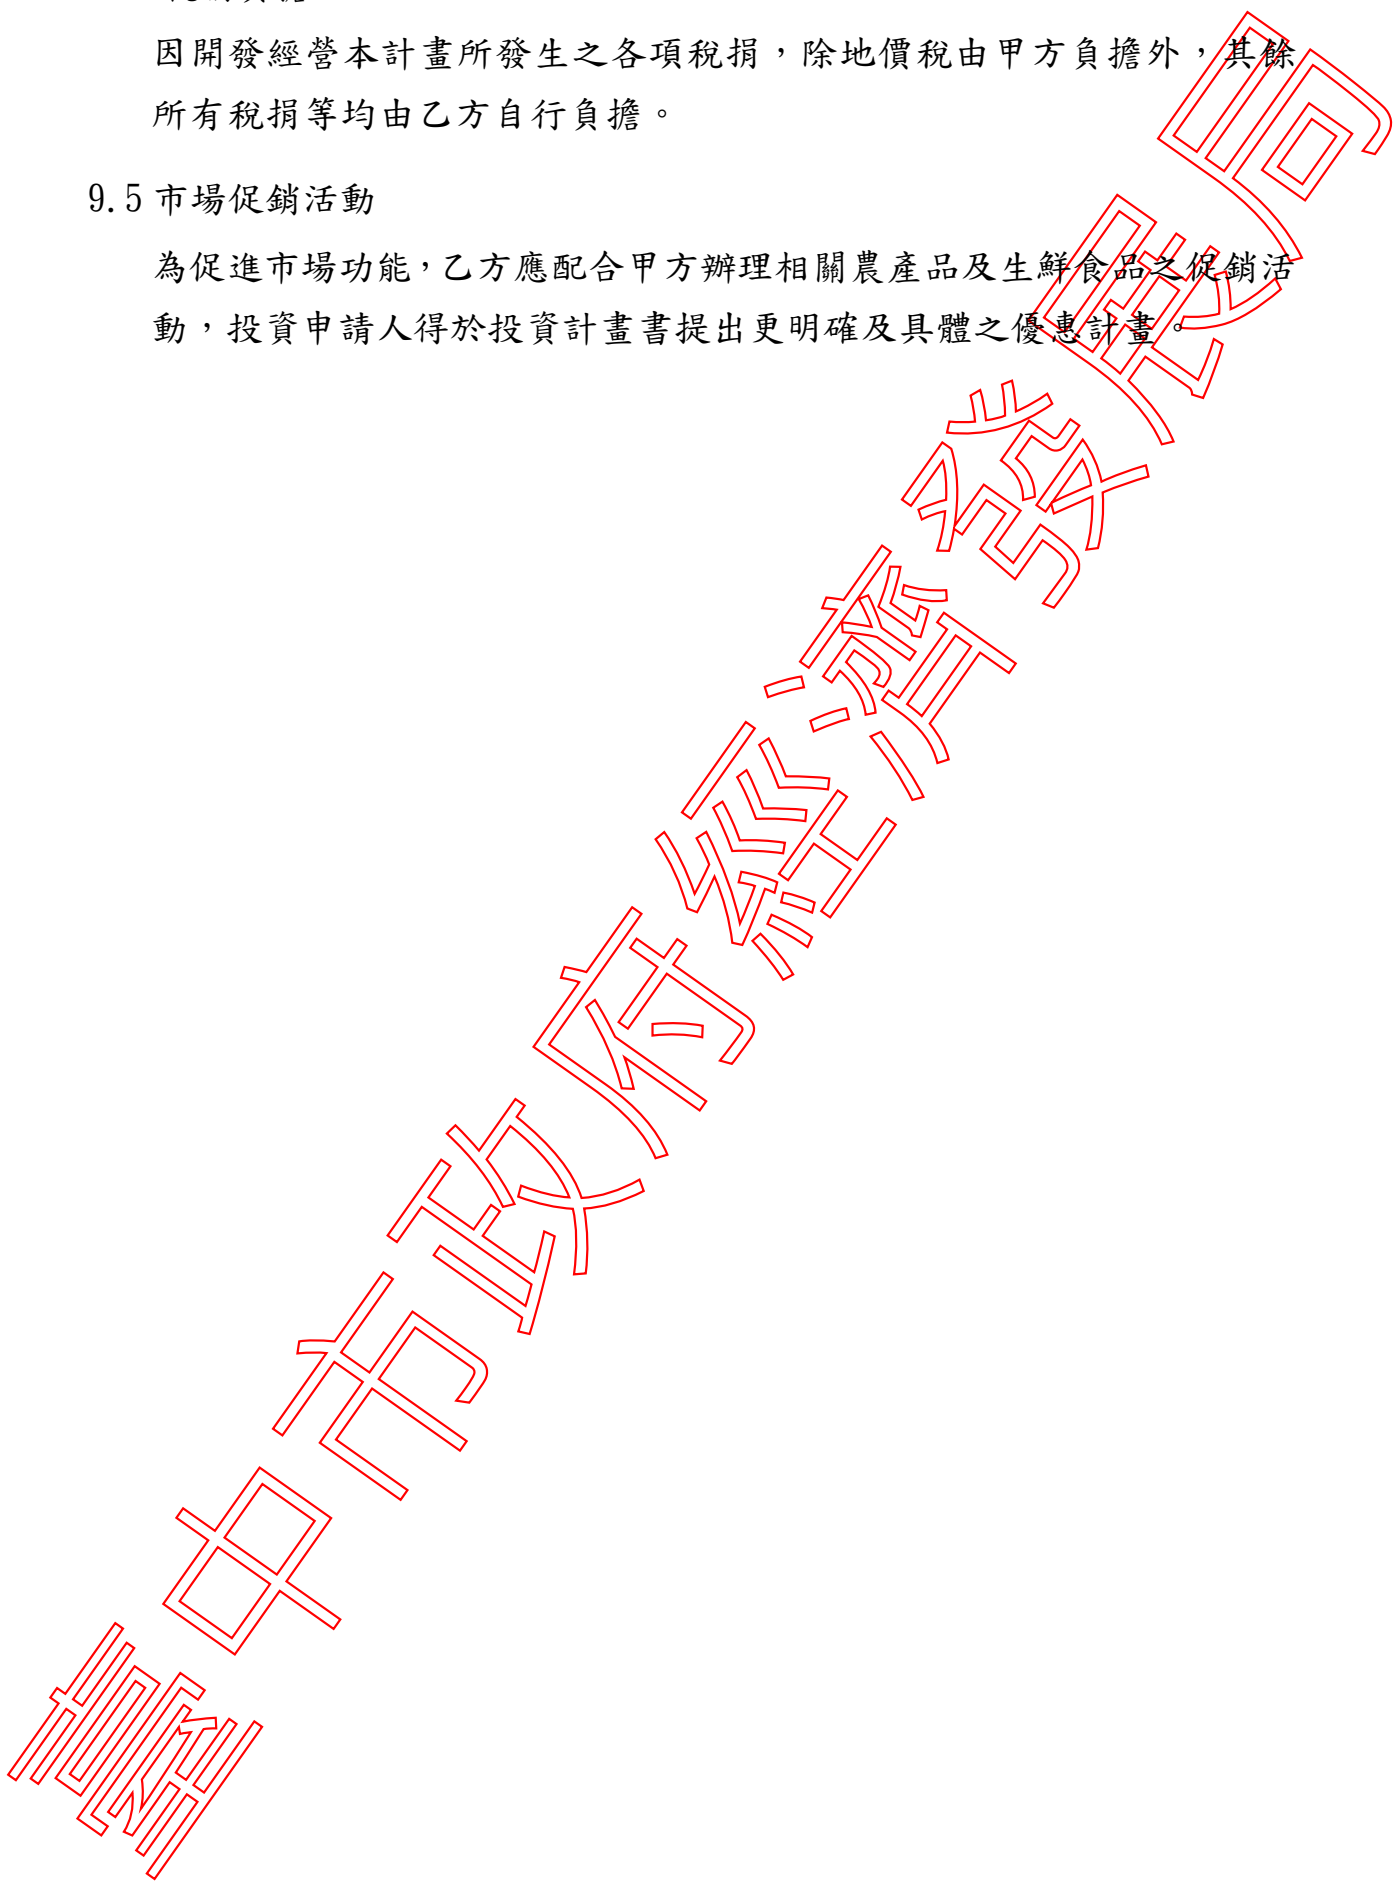 因開發經營本計畫所發生之各項稅捐，除地價稅由甲方負擔外，其餘
所有稅捐等均由乙方自行負擔。
9.5 市場促銷活動
為促進市場功能，乙方應配合甲方辦理相關農產品及生鮮食品之促銷活
動，投資申請人得於投資計畫書提出更明確及具體之優惠計畫。
臺中市政府經濟發展局